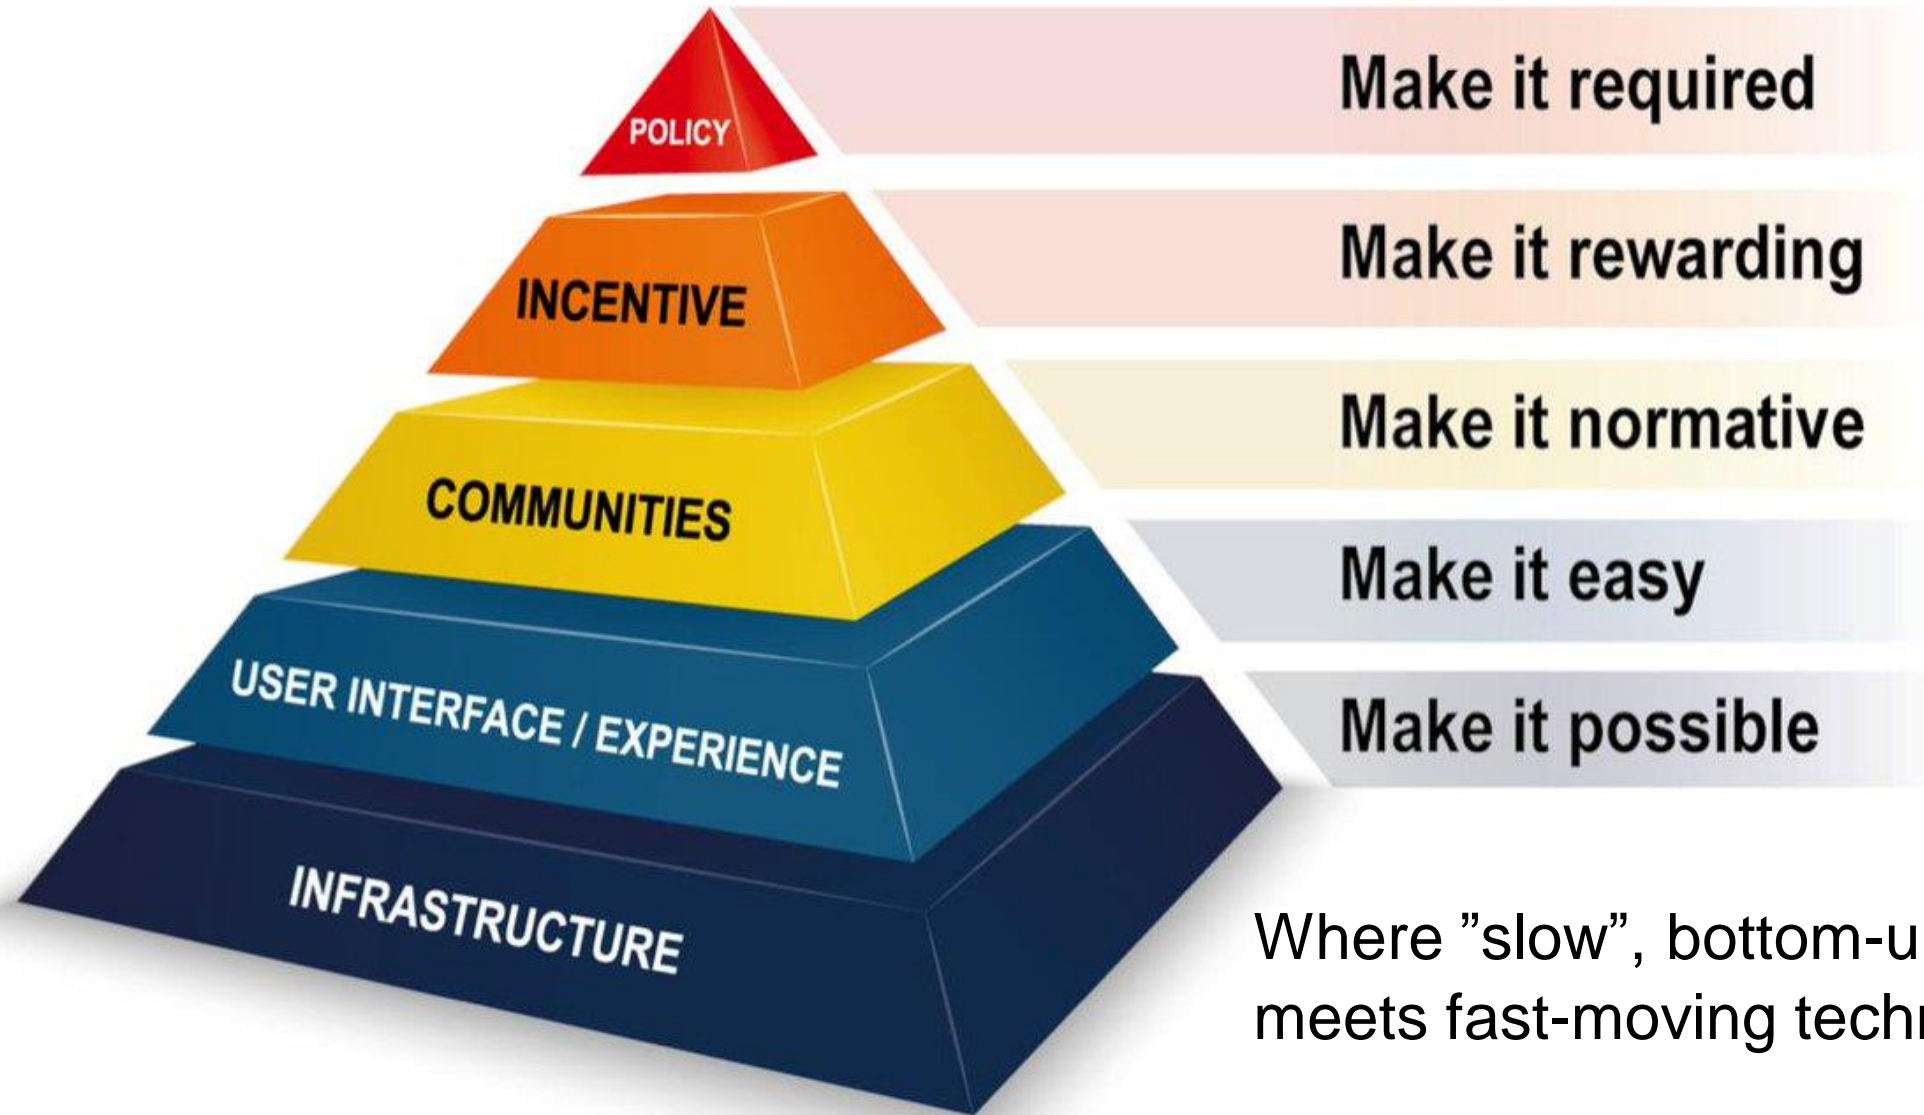 POLICY
Make it required
INCENTIVE
Make it rewarding
COMMUNITIES
Make it normative
USER INTERFACE / EXPERIENCE
Make it easy
INFRASTRUCTURE
Make it possible
Where ”slow”,
meets fast-moving